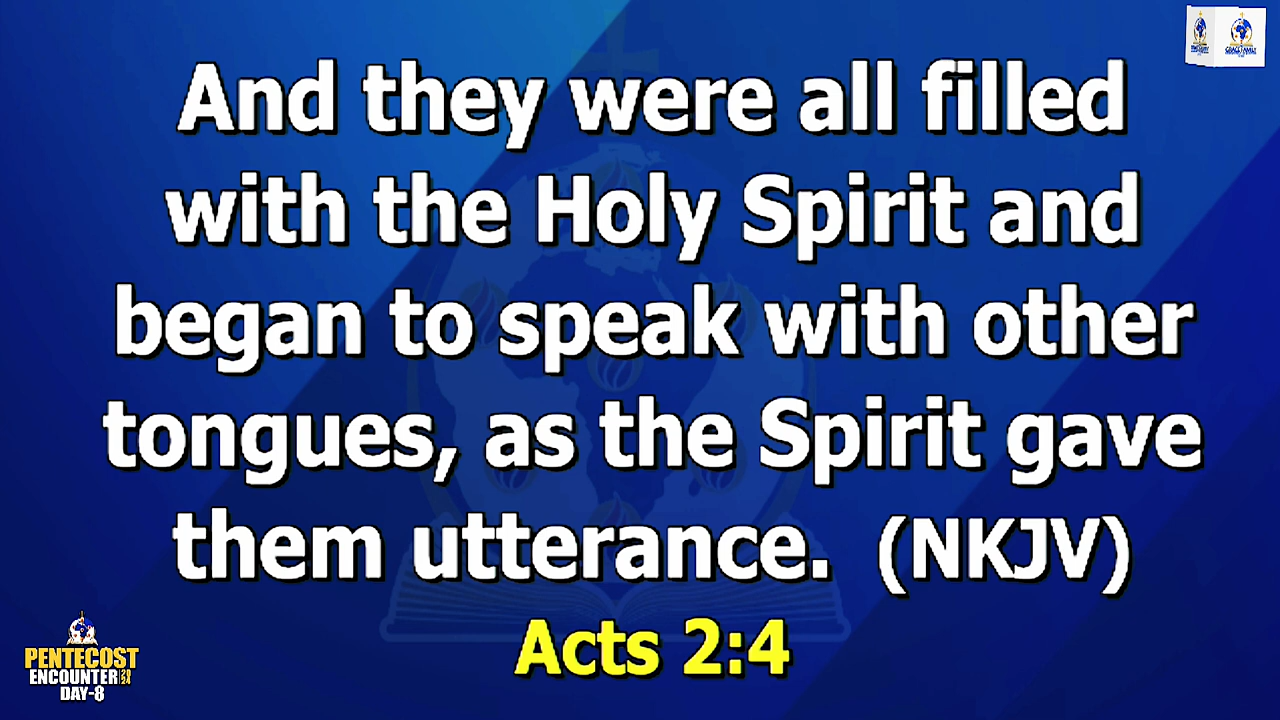 And they were all filled
with the Holy Spirit and
began to speak with other
tongues, as the Spirit gave
them utterance. (NKJV)
Acts 2:4
PENTECOST
ENCOUNTER 2024
DAY-8